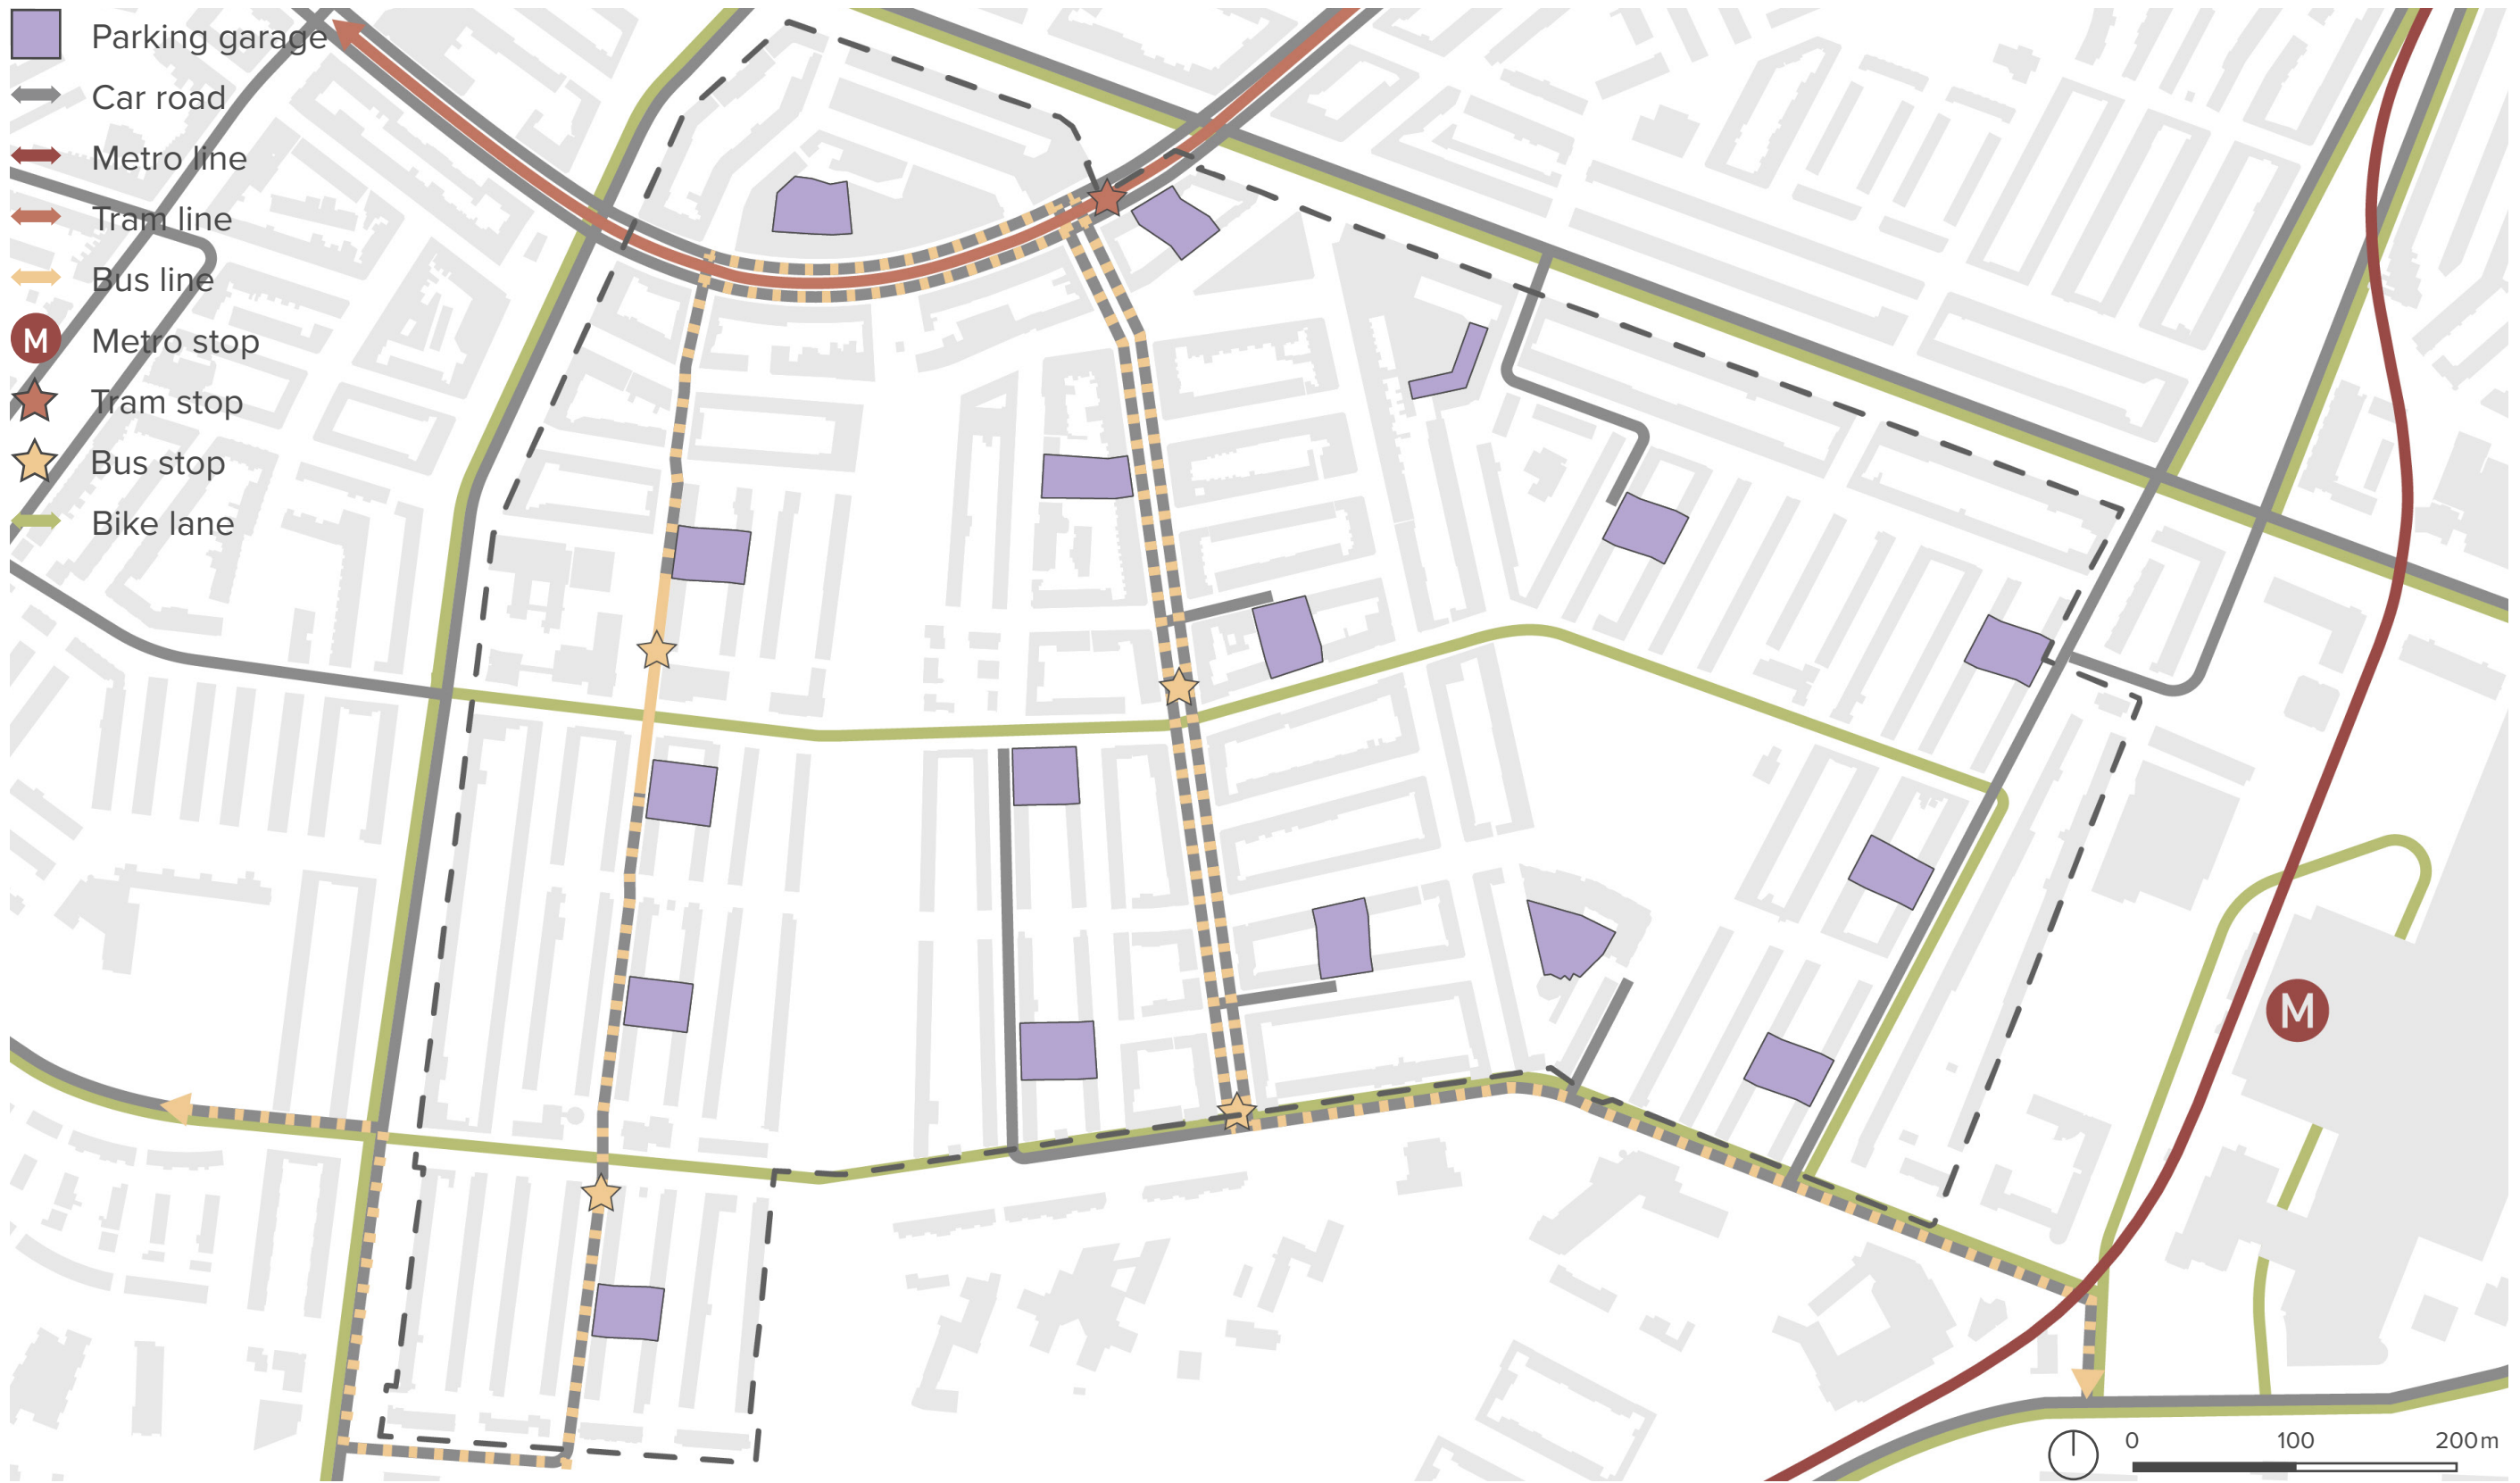 Parking garage
Car road
Metro line
Tram line
Bus line
M Metro stop
Tram stop
Bus stop
Bike lane
M
0 100 200m